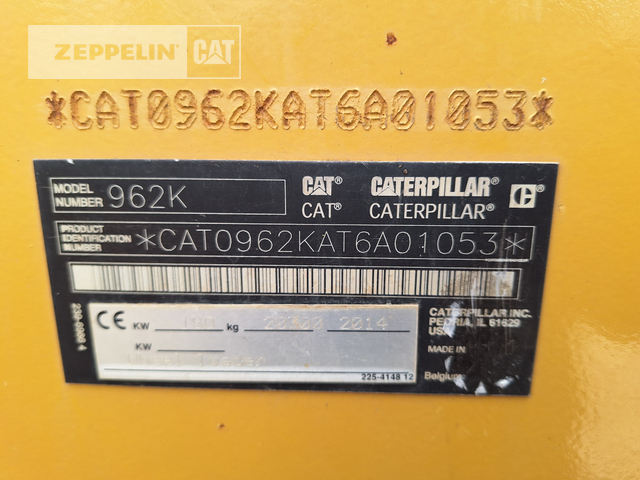 ZEPPELIN CAT
*CAT0962KAT6A01053*
MODEL NUMBER 962K
CAT CATERPILLAR
CAT® CATERPILLAR®
PRODUCT IDENTIFICATION NUMBER *CAT0962KAT6A01053*
CE KW kg 2014
KW
225-4148 12
CATERPILLAR INC.
PEORIA, IL 61629
USA
MADE IN
Belgium